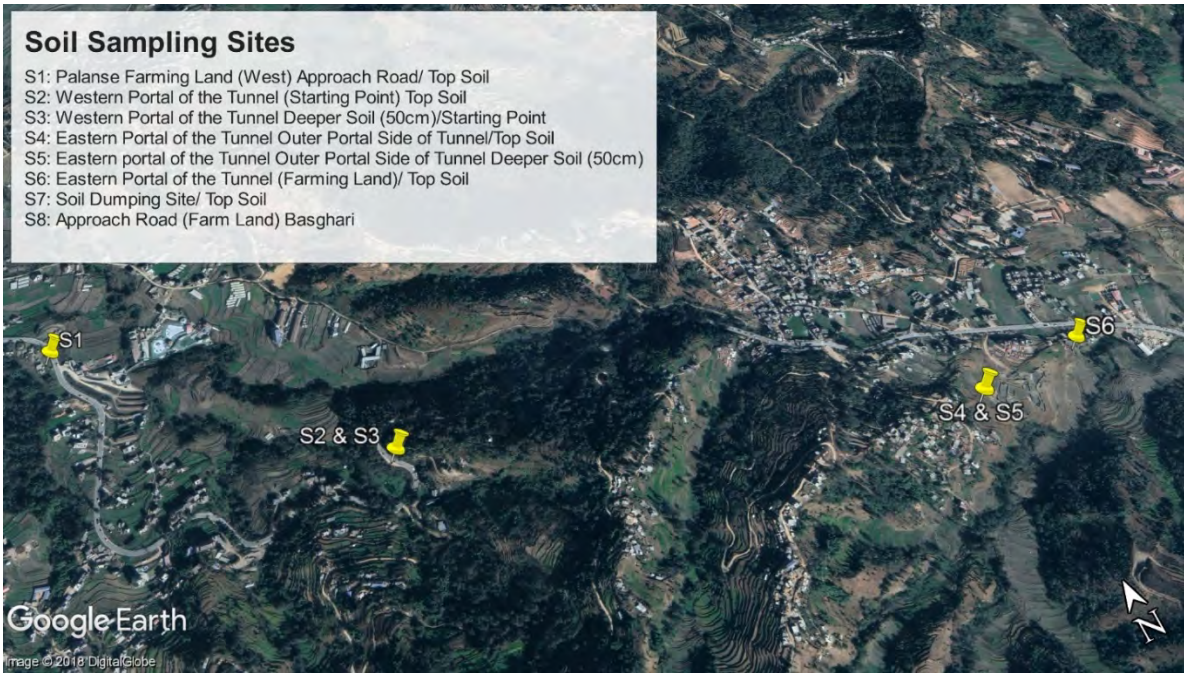 Soil Sampling Sites
S1: Palanse Farming Land (West) Approach Road/ Top Soil
S2: Western Portal of the Tunnel (Starting Point) Top Soil
S3: Western Portal of the Tunnel Deeper Soil (50cm)/Starting Point
S4: Eastern Portal of the Tunnel Outer Portal Side of Tunnel/Top Soil
S5: Eastern portal of the Tunnel Outer Portal Side of Tunnel Deeper Soil (50cm)
S6: Eastern Portal of the Tunnel (Farming Land)/ Top Soil
S7: Soil Dumping Site/ Top Soil
S8: Approach Road (Farm Land) Basghari
S1
S6
S4 & S5
S2 & S3
Google Earth
N
Image © 2018 DigitalGlobe